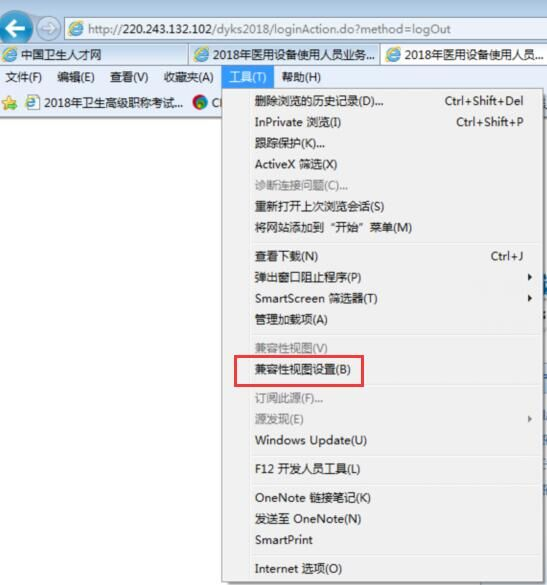 http://220.243.132.102/dyks2018/loginAction.do?method=logOut
中国卫生人才网
2018年医用设备使用人员业务...
2018年医用设备使用人员...
文件(F) 编辑(E) 查看(V) 收藏夹(A) 工具(T) 帮助(H)
2018年卫生高级职称考试...
删除浏览的历史记录(D)... Ctrl+Shift+Del
InPrivate 浏览(I) Ctrl+Shift+P
跟踪保护(K)...
ActiveX 筛选(X)
诊断连接问题(C)...
重新打开上次浏览会话(S)
将网站添加到“开始”菜单(M)
查看下载(N) Ctrl+J
弹出窗口阻止程序(P)
SmartScreen 筛选器(T)
管理加载项(A)
兼容性视图(V)
兼容性视图设置(B)
订阅此源(F)...
源发现(E)
Windows Update(U)
F12 开发人员工具(L)
OneNote 链接笔记(K)
发送至 OneNote(N)
SmartPrint
Internet 选项(O)